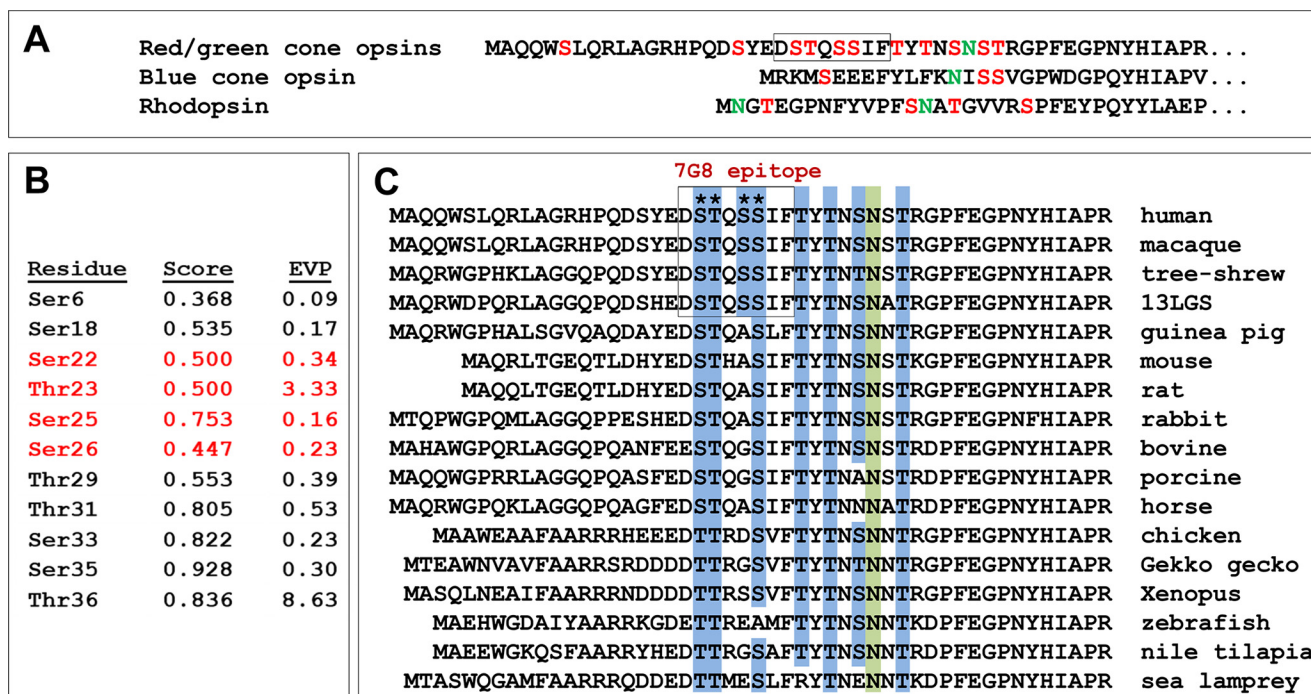 A
Red/green cone opsins MAQQWSLQRLAGRHPQDSYEDSTQSSIFTYTNSNSTRGPFEGPNYHIAPR...
Blue cone opsin MRKMSEEEFYLFKNISSVGPWDGPQYHIAPV...
Rhodopsin MNGTEGPNFYVPFSNATGVVRSPFEYPQYYLAEP...
B
Residue Score EVP
Ser6 0.368 0.09
Ser18 0.535 0.17
Ser22 0.500 0.34
Thr23 0.500 3.33
Ser25 0.753 0.16
Ser26 0.447 0.23
Thr29 0.553 0.39
Thr31 0.805 0.53
Ser33 0.822 0.23
Ser35 0.928 0.30
Thr36 0.836 8.63
C
7G8 epitope
** **
MAQQWSLQRLAGRHPQDSYEDSTQSSIFTYTNSNSTRGPFEGPNYHIAPR human
MAQQWSLQRLAGRHPQDSYEDSTQSSIFTYTNSNSTRGPFEGPNYHIAPR macaque
MAQRWGPHKLAGGQPQDSYEDSTQSSIFTYTNTNSTRGPFEGPNYHIAPR tree-shrew
MAQRWDPQRLAGGQPQDSHEDSTQSSIFTYTNSNATRGPFEGPNYHIAPR 13LGS
MAQRWGPHALSGVQAQDAYEDSTQASLFTYTNSNNTRGPFEGPNYHIAPR guinea pig
MAQRLTGEQTLDHYEDSTHASIFTYTNSNSTKGPFEGPNYHIAPR mouse
MAQQLTGEQTLDHYEDSTQASIFTYTNSNSTRGPFEGPNYHIAPR rat
MTQPWGPQMLAGGQPPESHEDSTQASIFTYTNSNSTRGPFEGPNFHIAPR rabbit
MAHAWGPQRLAGGQPQANFEESTQGSIFTYTNSNSTRDPFEGPNYHIAPR bovine
MAQQWGPRRLAGGQPQASFEDSTQGSIFTYTNANSTRDPFEGPNYHIAPR porcine
MAQRWGPQKLAGGQPQAGFEDSTQASIFTYTNNNATRDPFEGPNYHIAPR horse
MAAWEAAFAARRRHEEEDTTRDSVFTYTNSNNTRGPFEGPNYHIAPR chicken
MTEAWNVAVFAARRSRDDDDTTRGSVFTYTNTNNTRGPFEGPNYHIAPR Gekko gecko
MASQLNEAIFAARRRNDDDDTTRSSVFTYTNSNNTRGPFEGPNYHIAPR Xenopus
MAEHWGDAIYAARRKGDETTREAMFTYTNSNNTKDPFEGPNYHIAPR zebrafish
MAEEWGKQSFAARRYHEDTTRGSAFTYTNSNNTRDPFEGPNYHIAPR nile tilapia
MTASWQGAMFAARRRQDDEDTTMESLFRYTNENNTRDPFEGPNYHIAPR sea lamprey